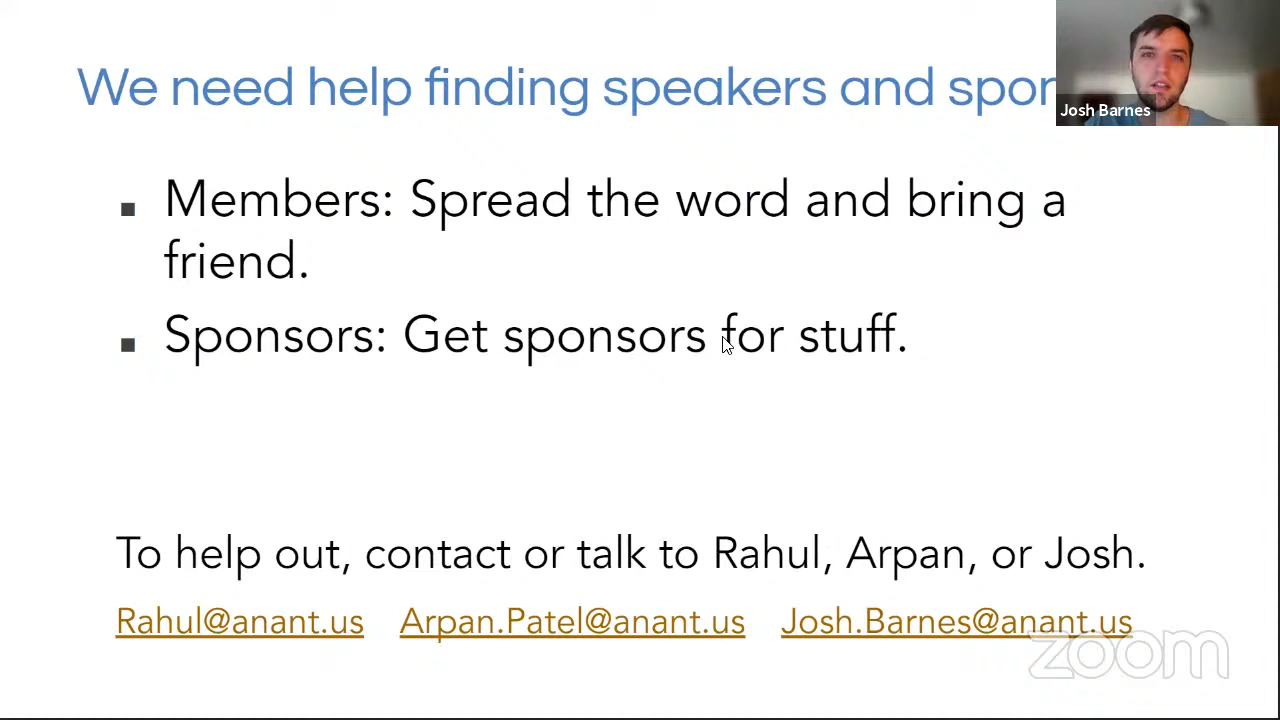 We need help finding speakers and spon
Josh Barnes
▪ Members: Spread the word and bring a
friend.
▪ Sponsors: Get sponsors for stuff.
To help out, contact or talk to Rahul, Arpan, or Josh.
Rahul@anant.us Arpan.Patel@anant.us Josh.Barnes@anant.us
zoom